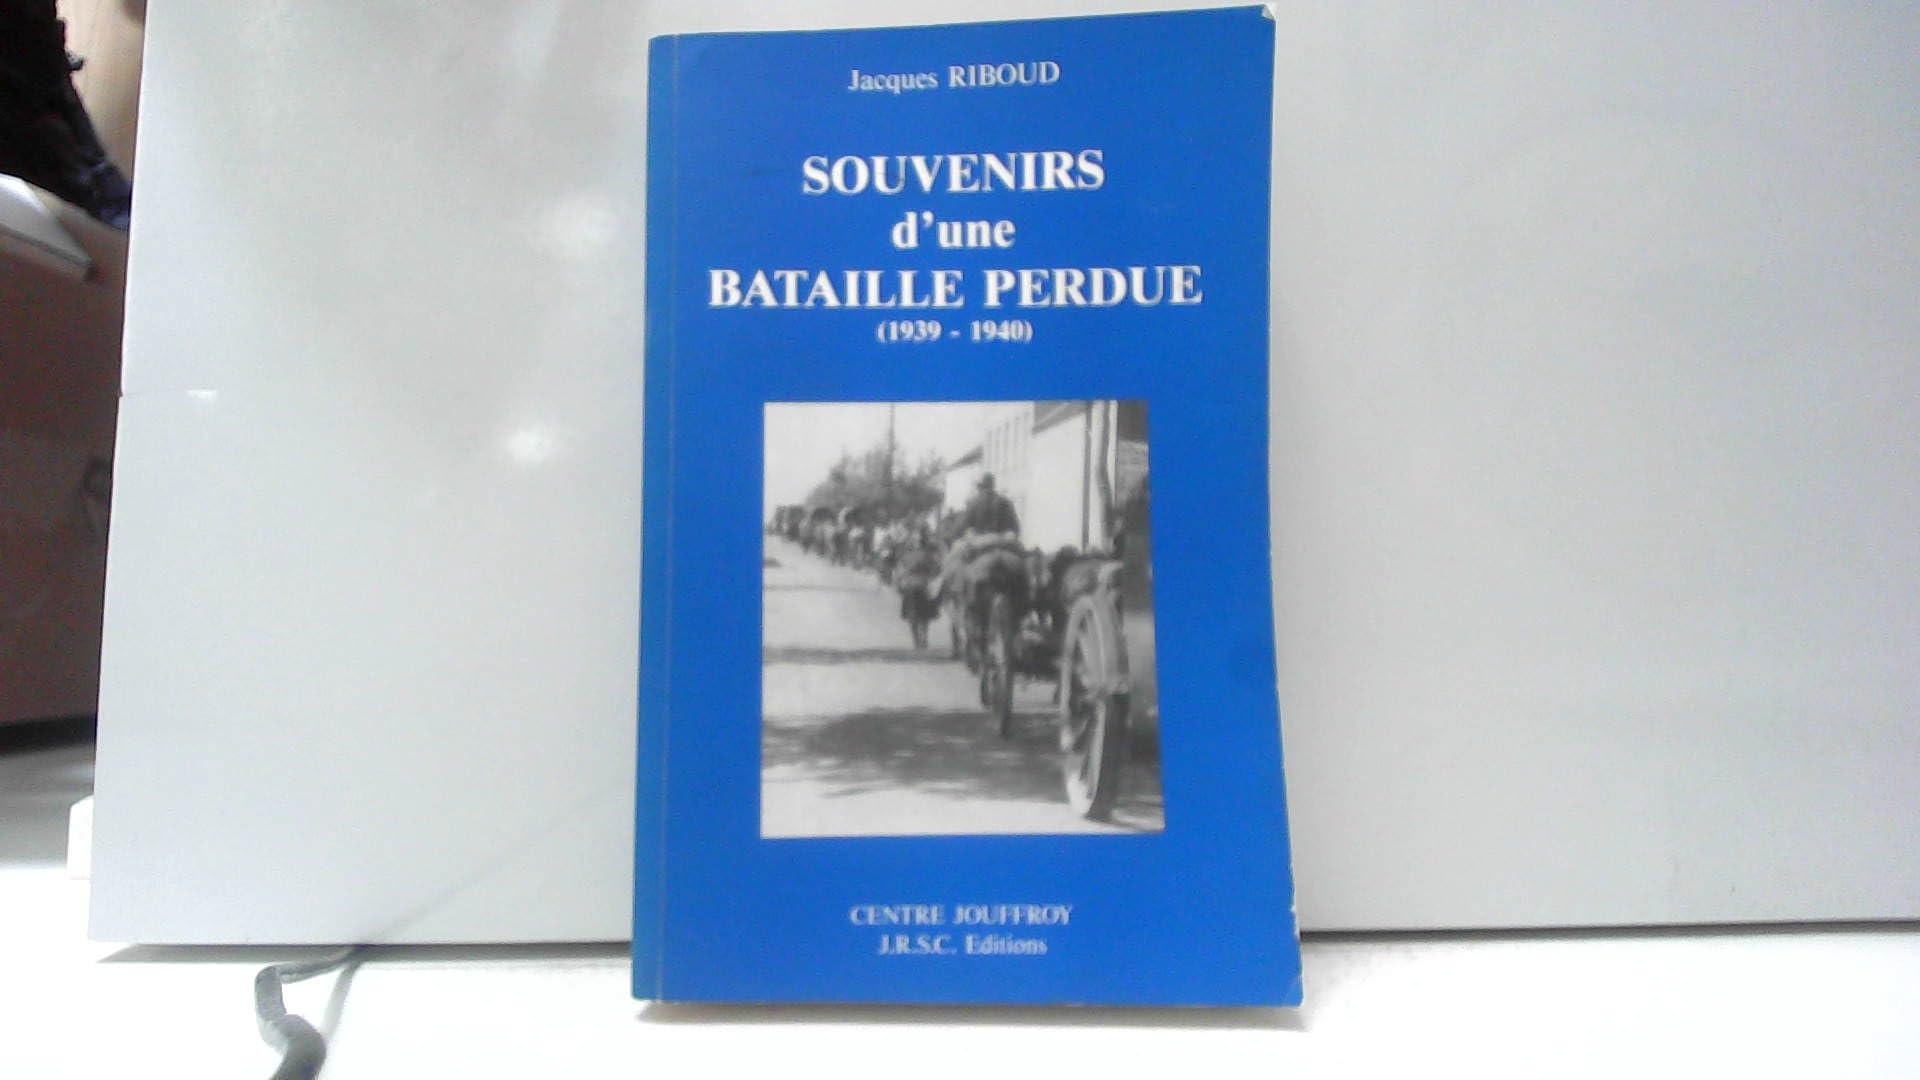 Jacques RIBOUD
SOUVENIRS
d'une
BATAILLE PERDUE
(1939 - 1940)
CENTRE JOUFFROY
J.R.S.C. Editions